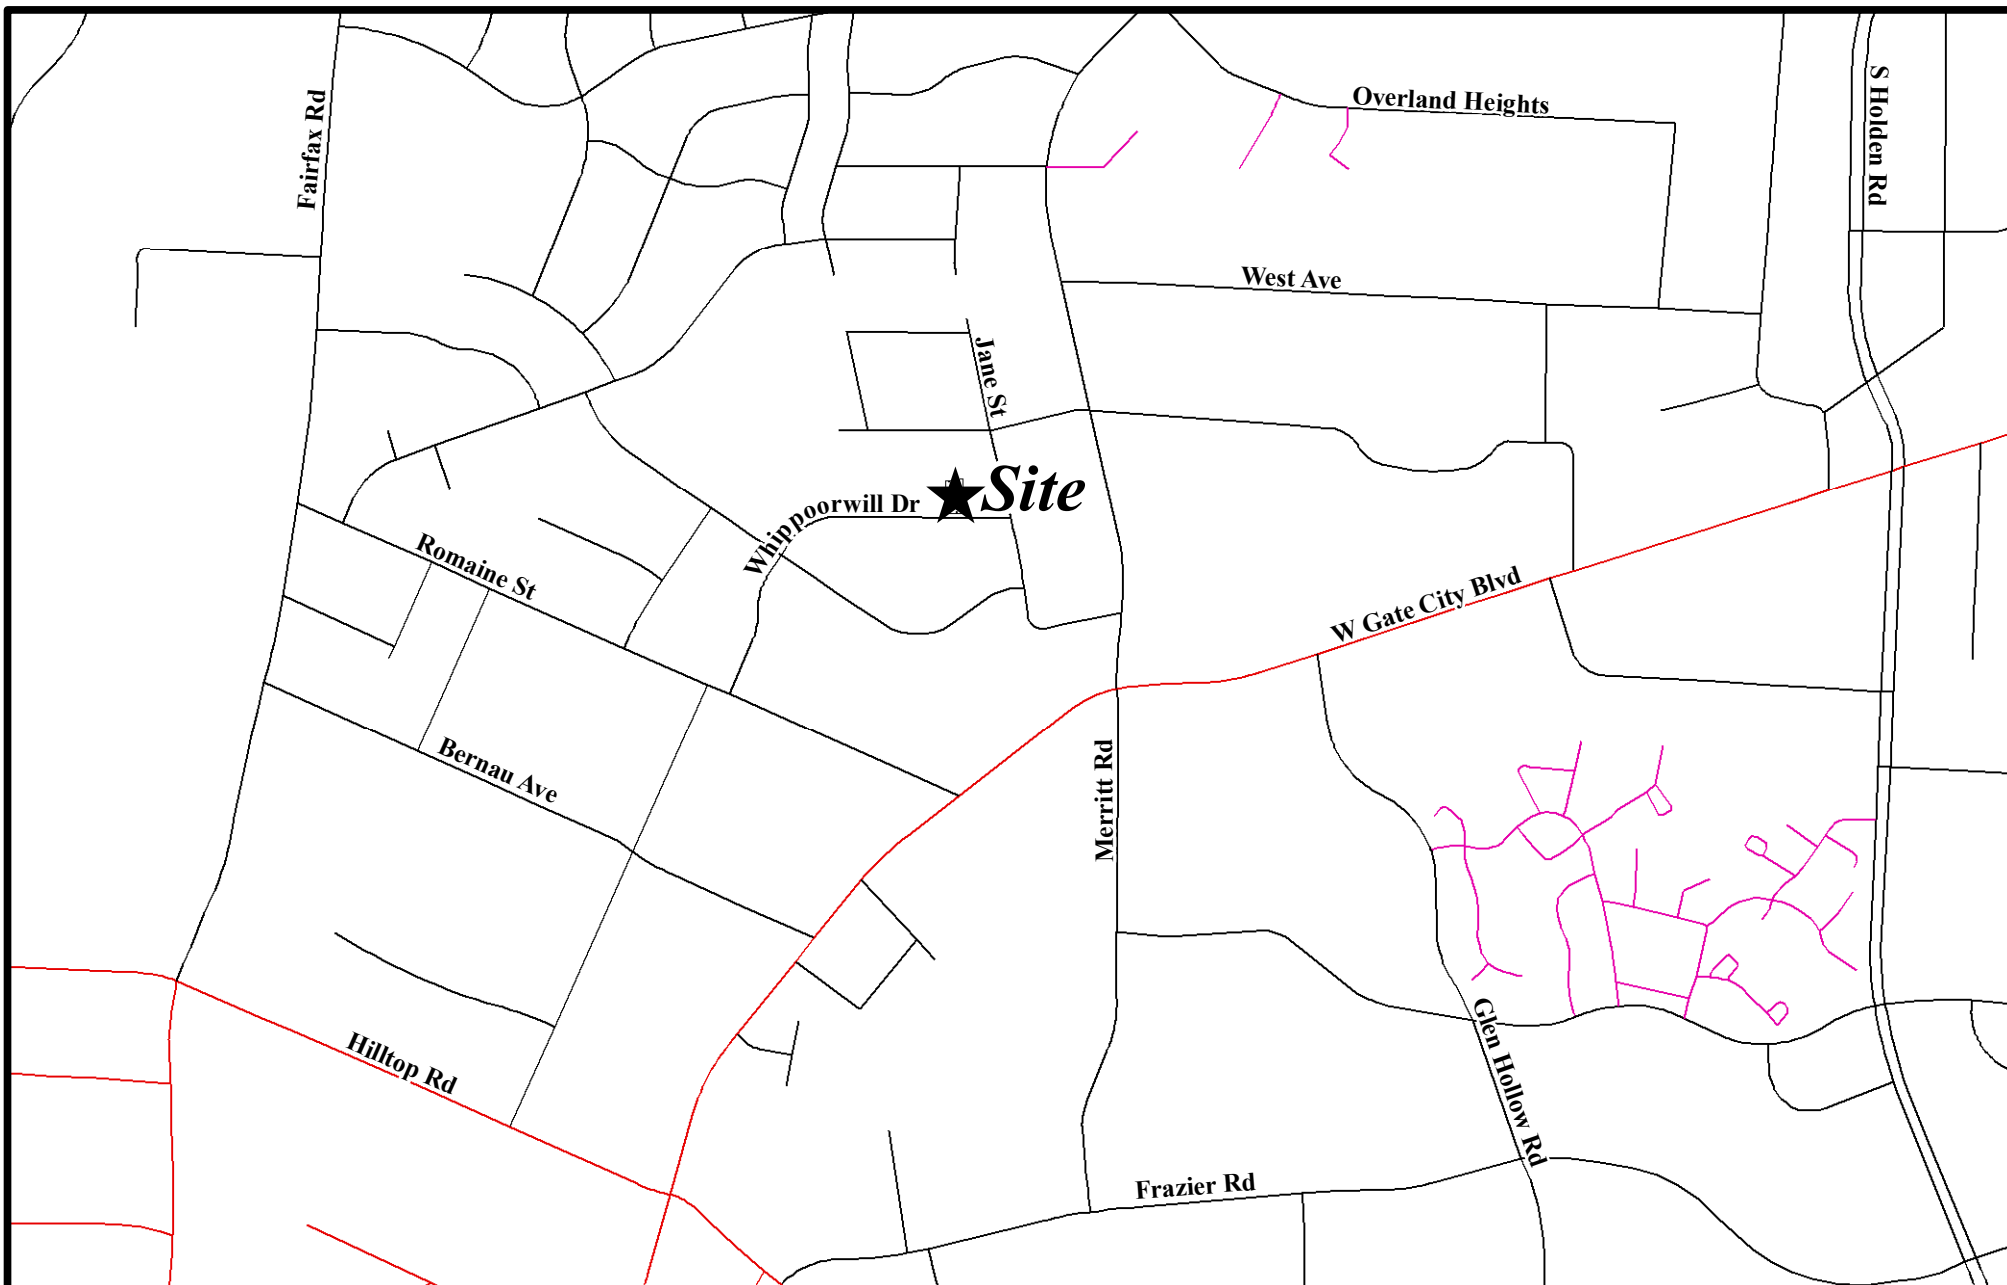 Overland Heights
S Holden Rd
Fairfax Rd
West Ave
Jane St
Site
Whippoorwill Dr
Romaine St
W Gate City Blvd
Bernau Ave
Merritt Rd
Hilltop Rd
Glen Hollow Rd
Frazier Rd